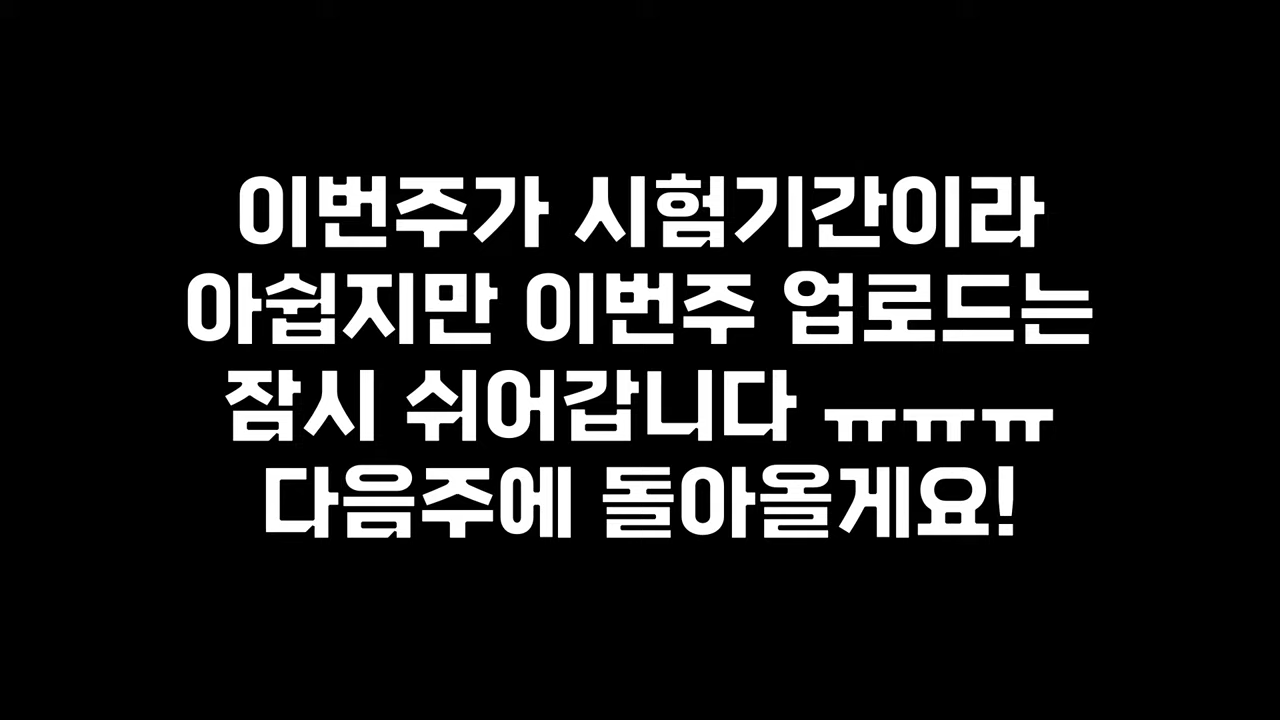 이번주가 시험기간이라
아쉽지만 이번주 업로드는
잠시 쉬어갑니다 ㅠㅠㅠ
다음주에 돌아올게요!